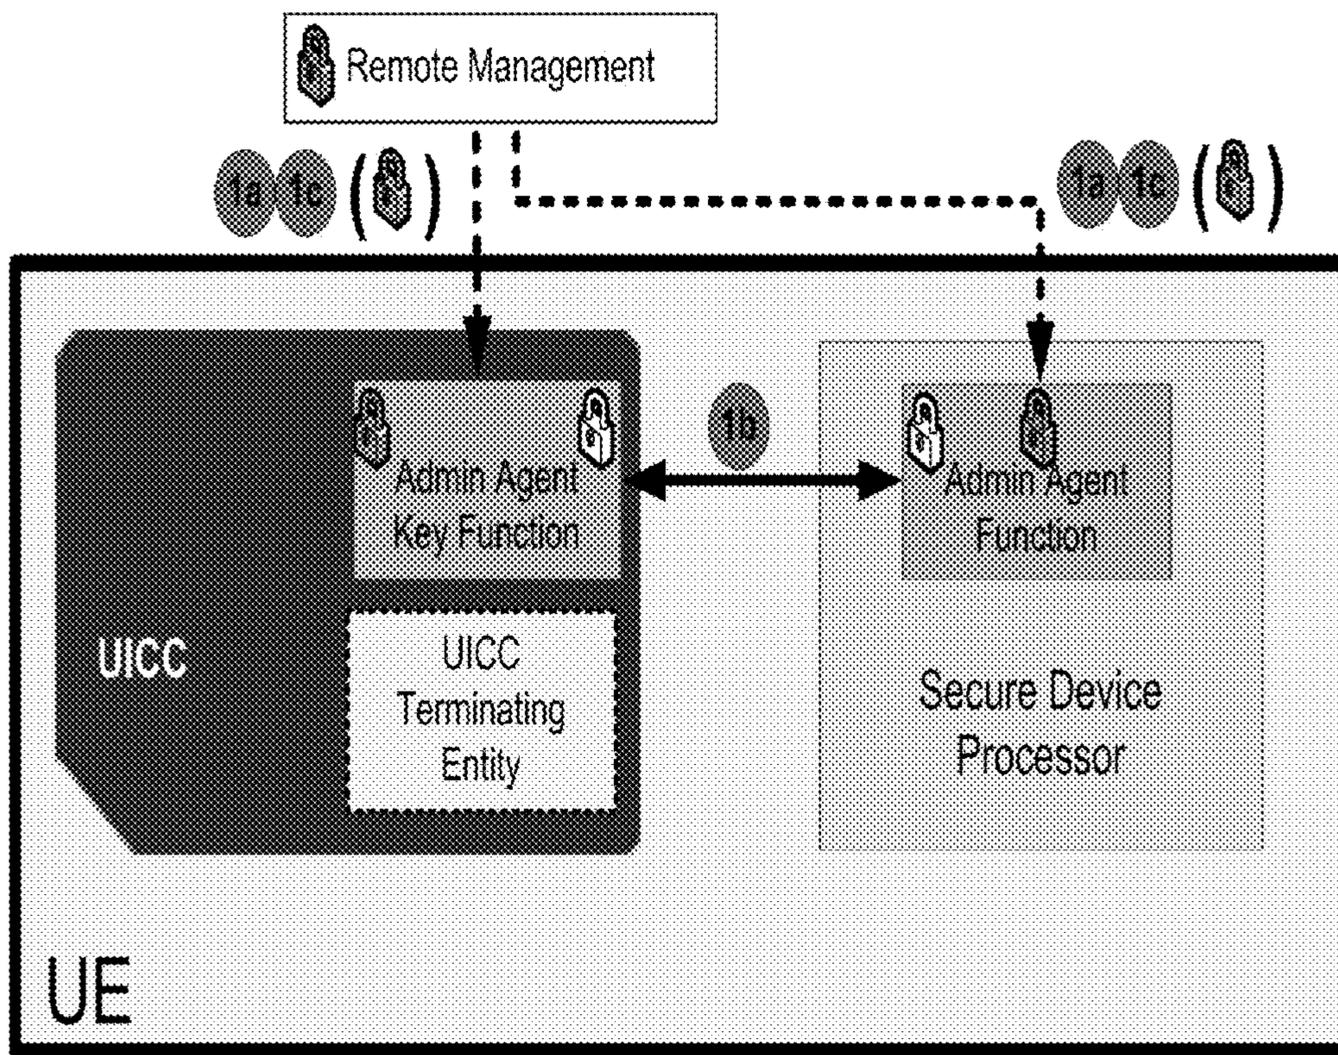 Remote Management
1a 1c ( )
1a 1c ( )
1b
Admin Agent
Key Function
Admin Agent
Function
UICC
UICC
Terminating
Entity
Secure Device
Processor
UE